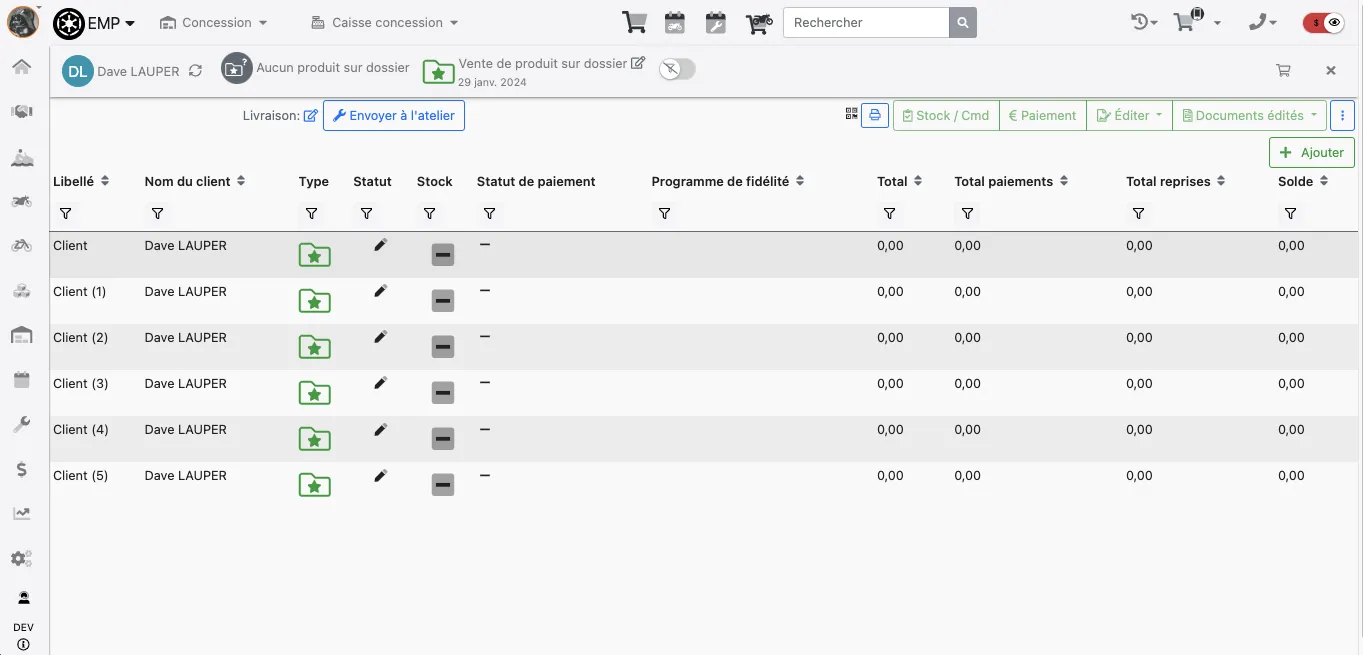 EMP Concession Caisse concession Rechercher $
DL Dave LAUPER Aucun produit sur dossier Vente de produit sur dossier
29 janv. 2024
Livraison: Envoyer à l'atelier Stock / Cmd € Paiement Éditer Documents édités
+ Ajouter
Libellé Nom du client Type Statut Stock Statut de paiement Programme de fidélité Total Total paiements Total reprises Solde
Client Dave LAUPER – 0,00 0,00 0,00 0,00
Client (1) Dave LAUPER – 0,00 0,00 0,00 0,00
Client (2) Dave LAUPER – 0,00 0,00 0,00 0,00
Client (3) Dave LAUPER – 0,00 0,00 0,00 0,00
Client (4) Dave LAUPER – 0,00 0,00 0,00 0,00
Client (5) Dave LAUPER – 0,00 0,00 0,00 0,00
DEV